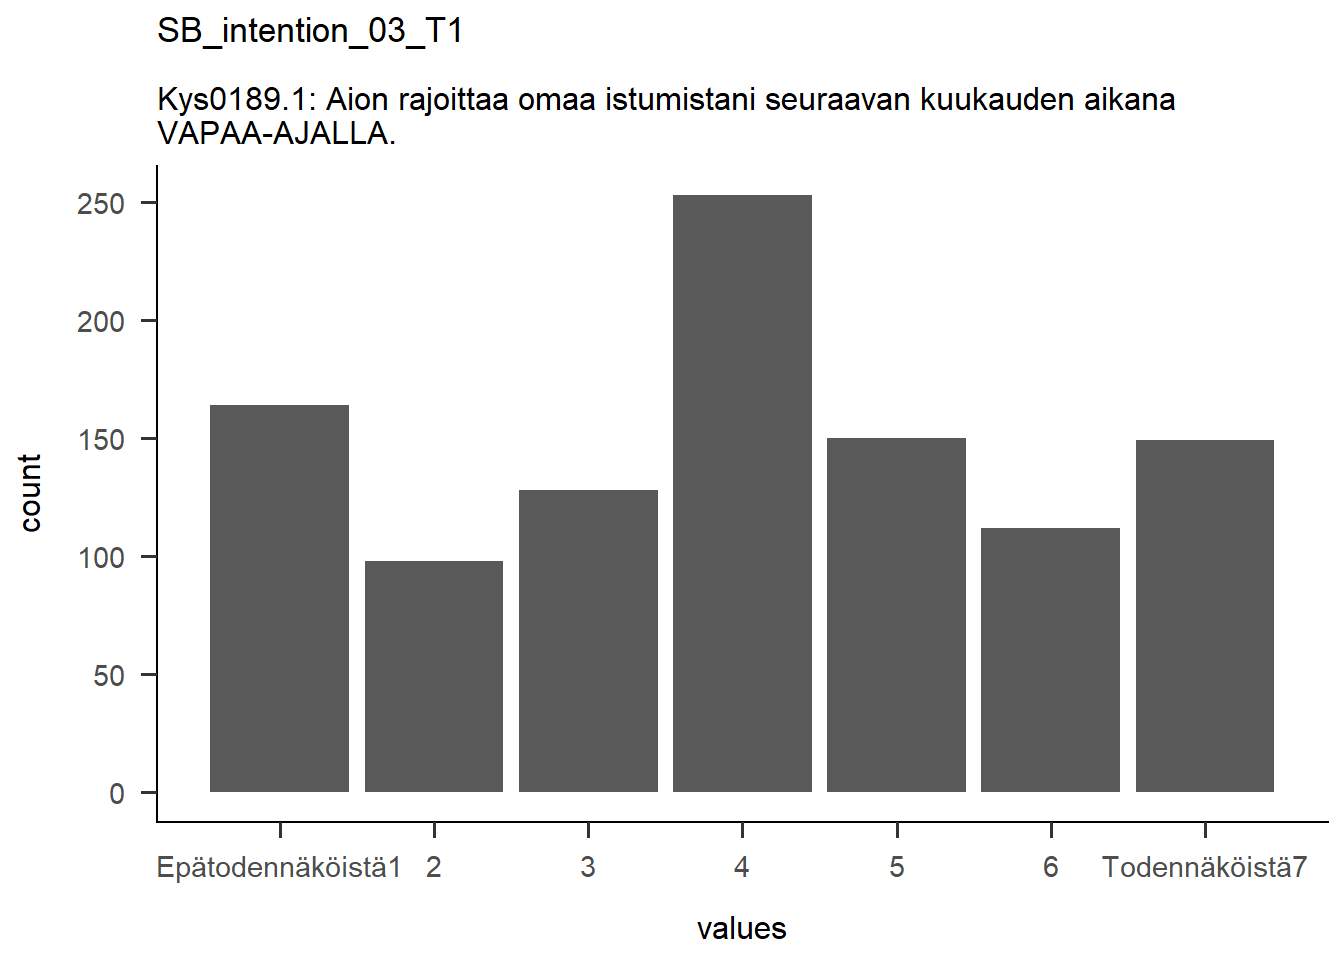 SB_intention_03_T1
Kys0189.1: Aion rajoittaa omaa istumistani seuraavan kuukauden aikana
VAPAA-AJALLA.
250
200
150
100
50
0
count
Epätodennäköistä1 2 3 4 5 6 Todennäköistä7
values